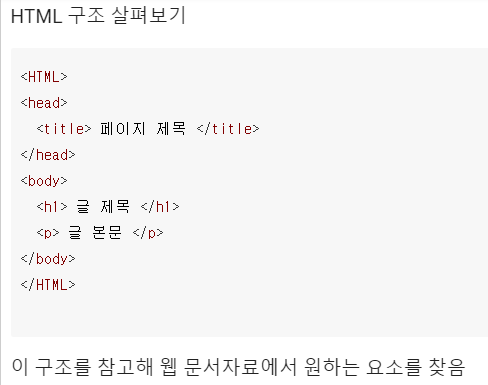 HTML 구조 살펴보기
<HTML>
<head>
<title> 페이지 제목 </title>
</head>
<body>
<h1> 글 제목 </h1>
<p> 글 본문 </p>
</body>
</HTML>
이 구조를 참고해 웹 문서자료에서 원하는 요소를 찾음